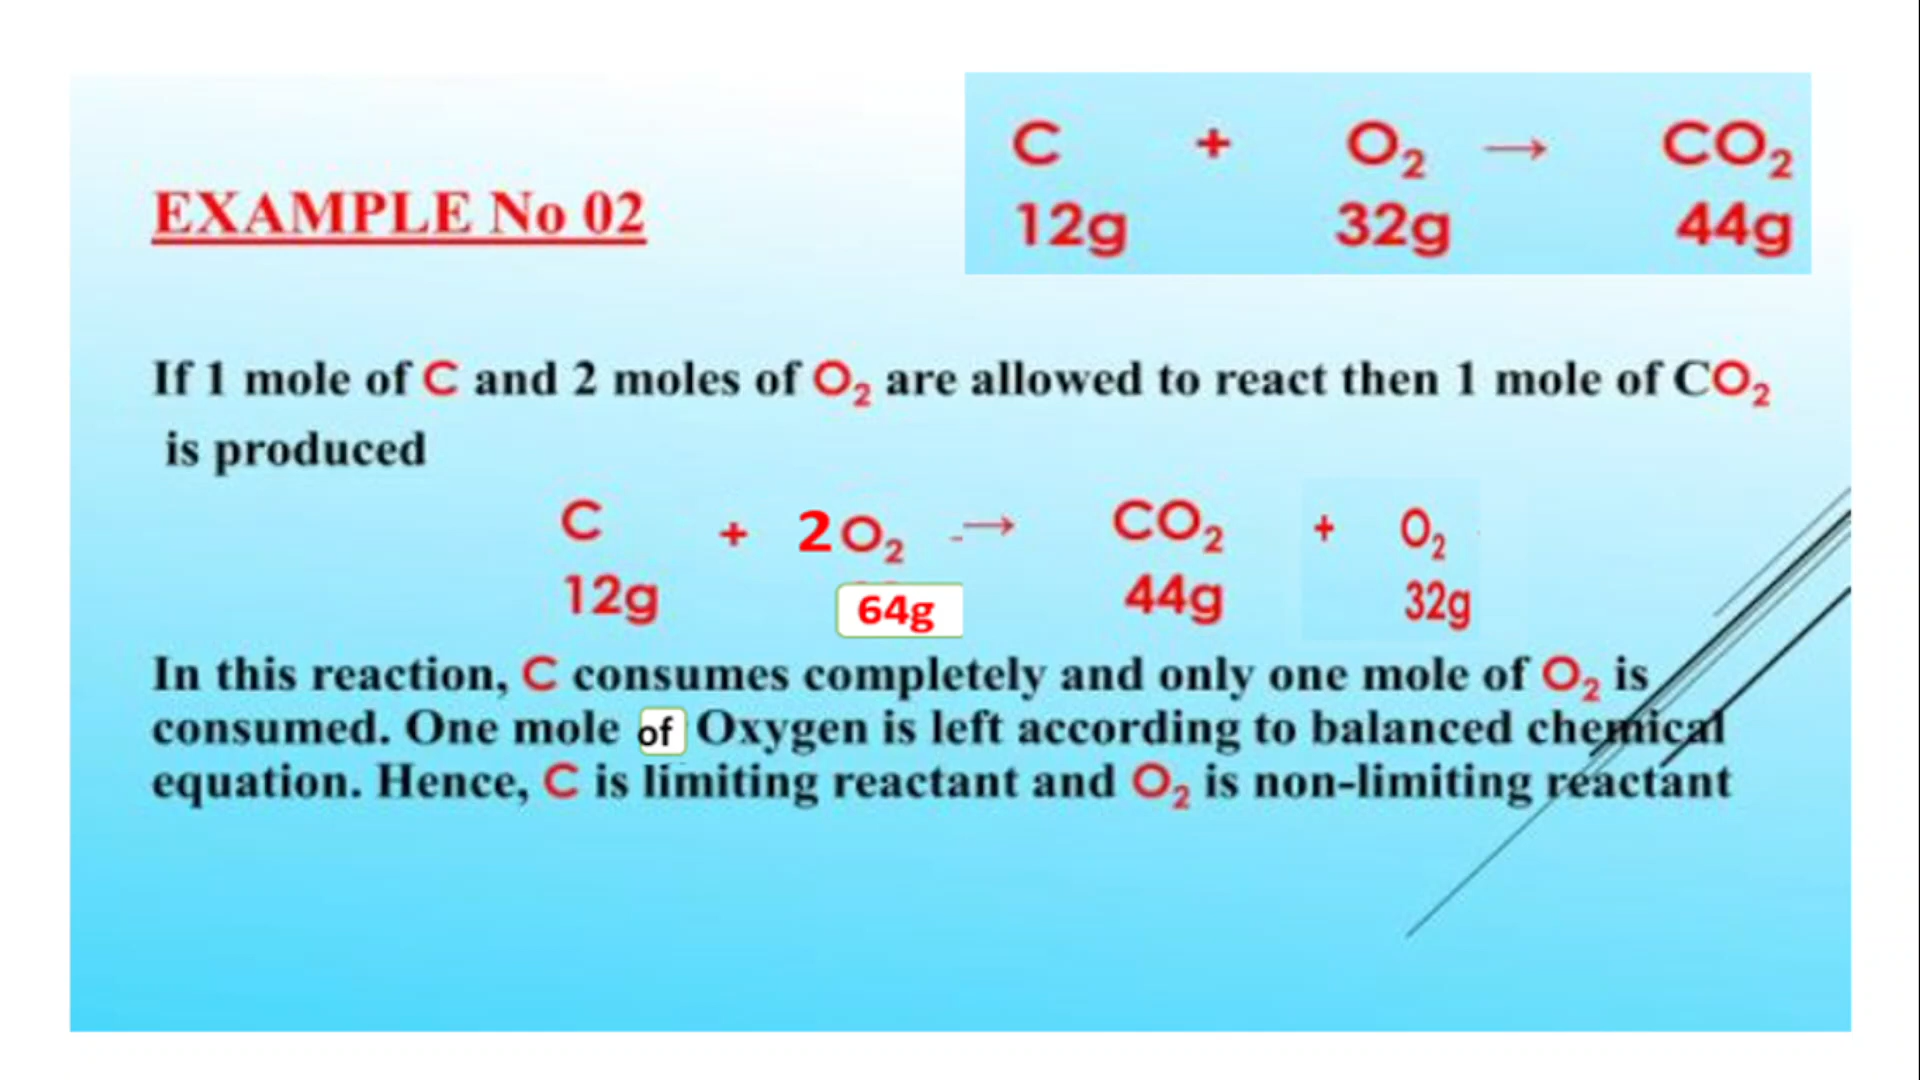 C + O₂ → CO₂
12g 32g 44g
EXAMPLE No 02
If 1 mole of C and 2 moles of O₂ are allowed to react then 1 mole of CO₂
is produced
C + 2O₂ → CO₂ + O₂
12g 64g 44g 32g
In this reaction, C consumes completely and only one mole of O₂ is
consumed. One mole of Oxygen is left according to balanced chemical
equation. Hence, C is limiting reactant and O₂ is non-limiting reactant